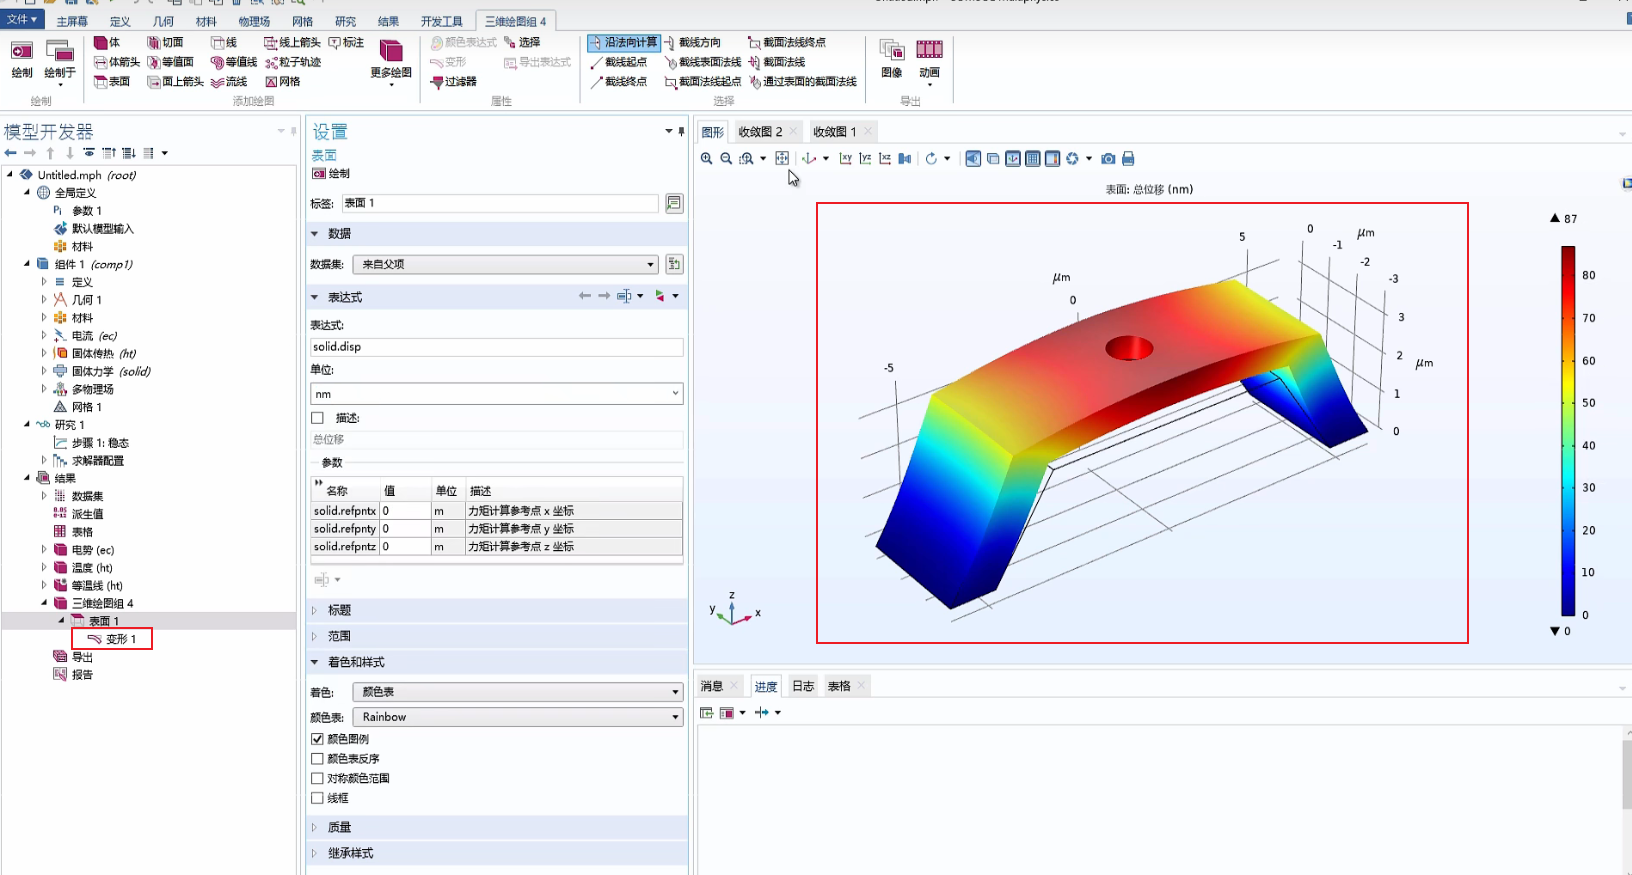 文件 主屏幕 定义 几何 材料 物理场 网格 研究 结果 开发工具 三维绘图组 4
体 切面 线 线上箭头 标注 颜色表达式 选择 沿法向计算 截线方向 截面法线终点
绘制 绘制于 体箭头 等值面 等值线 粒子轨迹 更多绘图 变形 导出表达式 截线起点 截线表面法线 截面法线 图像 动画
表面 面上箭头 流线 网格 过滤器 截线终点 截面法线起点 通过表面的截面法线
绘制 添加绘图 属性 选择 导出
模型开发器
Untitled.mph (root)
全局定义
Pi 参数 1
默认模型输入
材料
组件 1 (comp1)
定义
几何 1
材料
电流 (ec)
固体传热 (ht)
固体力学 (solid)
多物理场
网格 1
研究 1
步骤 1: 稳态
求解器配置
结果
数据集
派生值
表格
电势 (ec)
温度 (ht)
等温线 (ht)
三维绘图组 4
表面 1
变形 1
导出
报告
设置
表面
绘制
标签: 表面 1
数据
数据集: 来自父项
表达式
表达式:
solid.disp
单位:
nm
描述:
总位移
参数
名称 值 单位 描述
solid.refpntx 0 m 力矩计算参考点 x 坐标
solid.refpnty 0 m 力矩计算参考点 y 坐标
solid.refpntz 0 m 力矩计算参考点 z 坐标
标题
范围
着色和样式
着色: 颜色表
颜色表: Rainbow
颜色图例
颜色表反序
对称颜色范围
线框
质量
继承样式
图形 收敛图 2 收敛图 1
xy yz xz
表面: 总位移 (nm)
87
80
70
60
50
40
30
20
10
0
0
5 0 -1 μm -2 -3
μm
0
-5
3
2 μm
1
0
z
y x
消息 进度 日志 表格